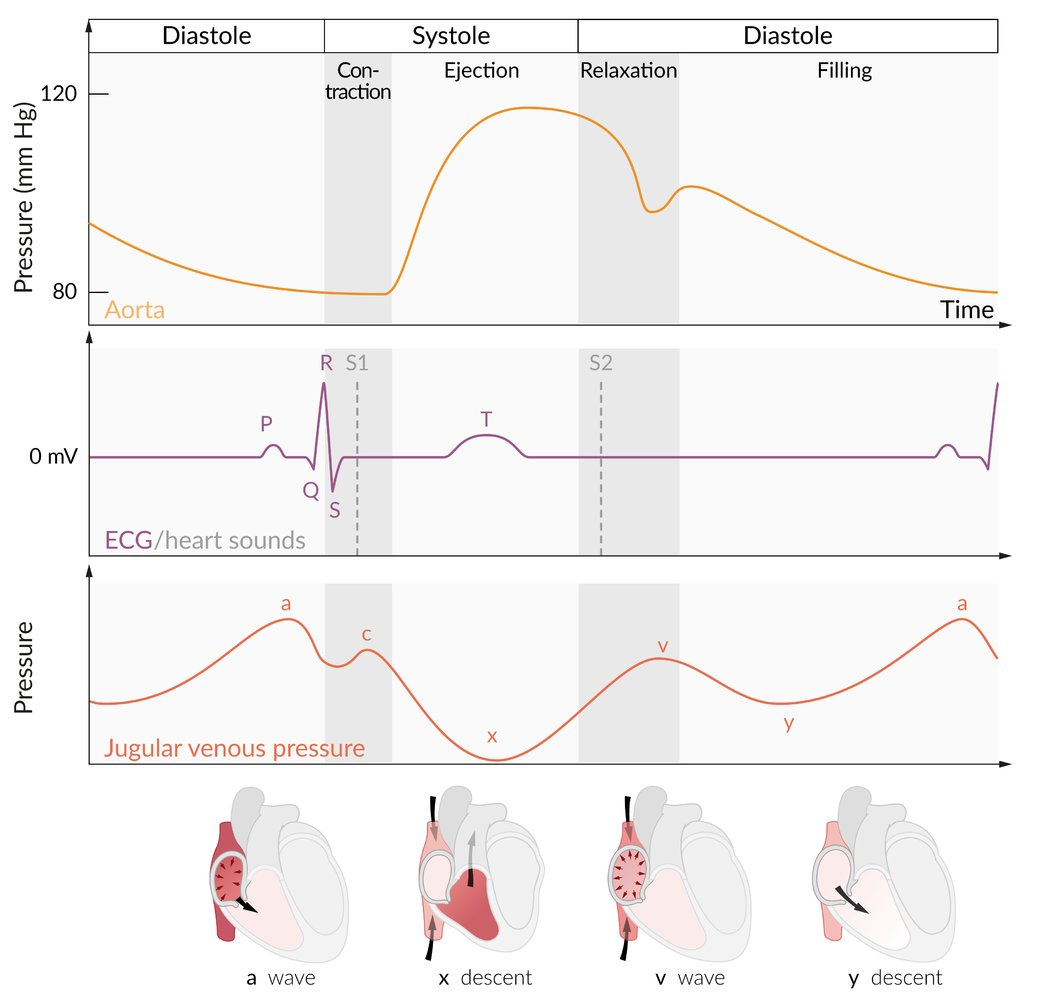 Diastole
Systole
Diastole
Con-
traction
Ejection
Relaxation
Filling
Pressure (mm Hg)
120
80
Aorta
Time
R
S1
S2
P
T
0 mV
Q
S
ECG/heart sounds
Pressure
a
c
x
v
y
a
Jugular venous pressure
a wave
x descent
v wave
y descent